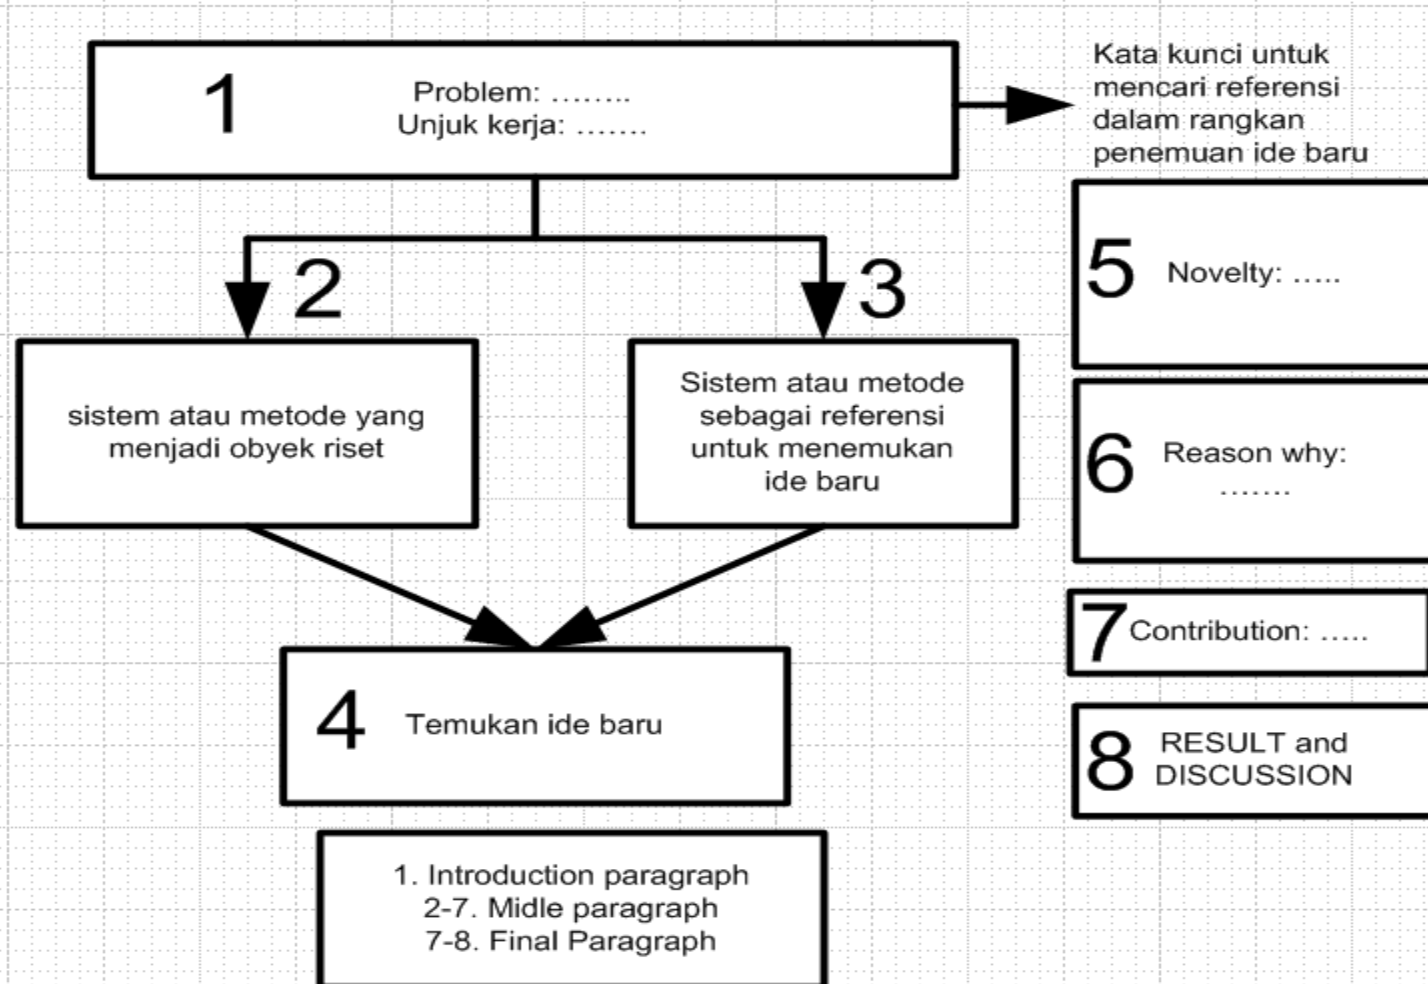 1
Problem: ........
Unjuk kerja: .......
Kata kunci untuk
mencari referensi
dalam rangkan
penemuan ide baru
2
sistem atau metode yang
menjadi obyek riset
3
Sistem atau metode
sebagai referensi
untuk menemukan
ide baru
4
Temukan ide baru
1. Introduction paragraph
2-7. Midle paragraph
7-8. Final Paragraph
5
Novelty: .....
6
Reason why:
.......
7
Contribution: .....
8
RESULT and
DISCUSSION